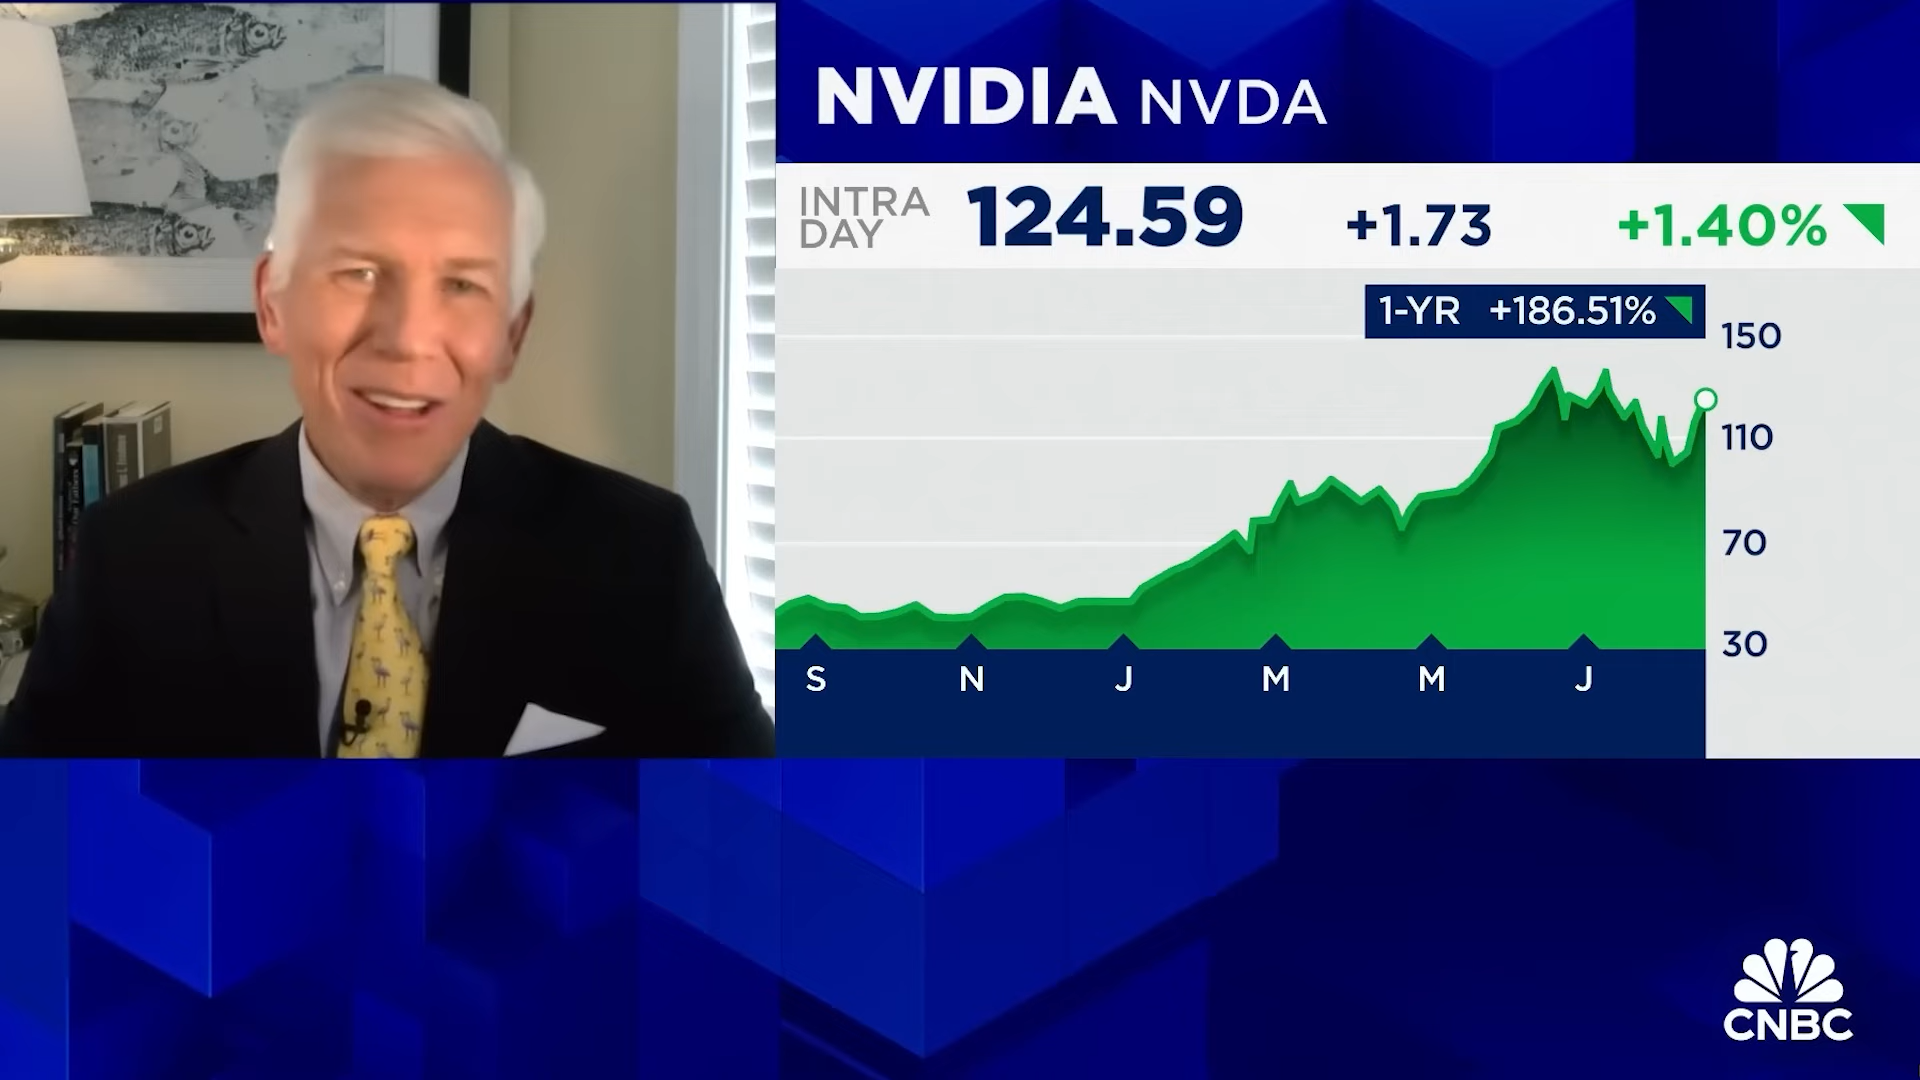 NVIDIA NVDA
INTRA
DAY
124.59 +1.73 +1.40%
1-YR +186.51%
150
110
70
30
S N J M M J
CNBC